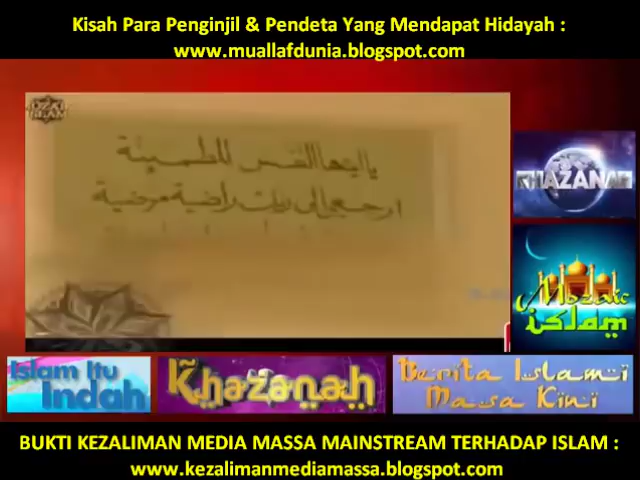 Kisah Para Penginjil & Pendeta Yang Mendapat Hidayah :
www.muallafdunia.blogspot.com
يا ايتها النفس المطمينة
ارجعي الى ربك راضية مرضية
KHAZANAH
Mozaic
islam
Islam Itu
Indah
Khazanah
Berita Islami
Masa Kini
BUKTI KEZALIMAN MEDIA MASSA MAINSTREAM TERHADAP ISLAM :
www.kezalimanmediamassa.blogspot.com